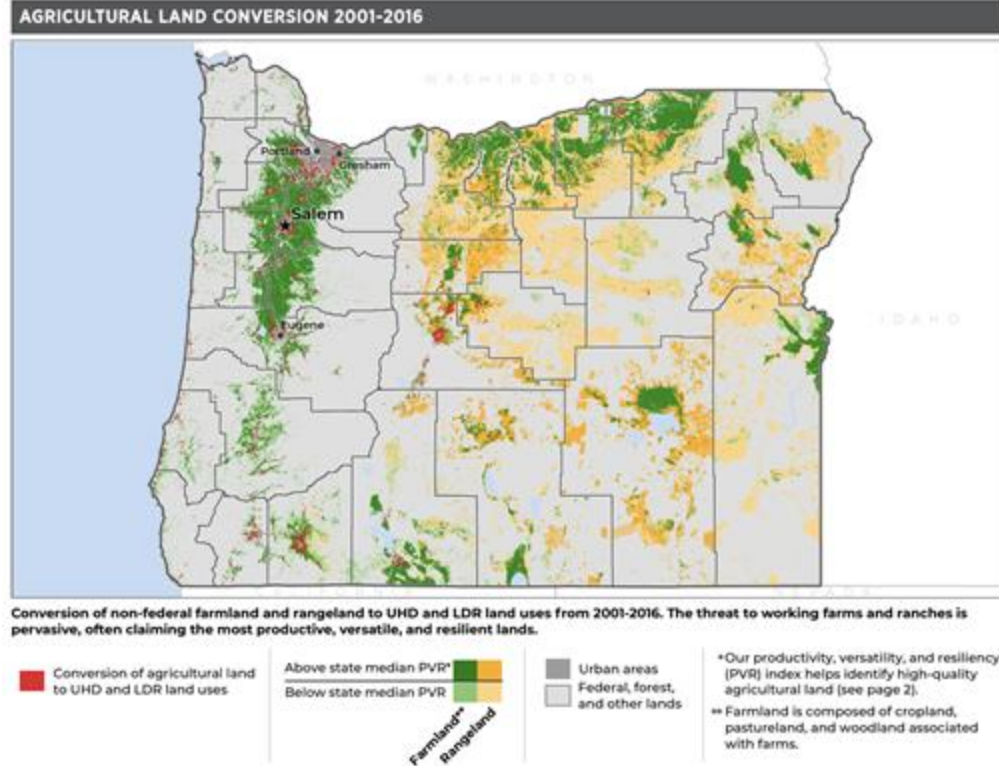 AGRICULTURAL LAND CONVERSION 2001-2016
WASHINGTON
Portland
Gresham
Salem
IDAHO
Eugene
CALIFORNIA
NEVADA
Conversion of non-federal farmland and rangeland to UHD and LDR land uses from 2001-2016. The threat to working farms and ranches is
pervasive, often claiming the most productive, versatile, and resilient lands.
Conversion of agricultural land
to UHD and LDR land uses
Above state median PVR*
Below state median PVR
Farmland**
Rangeland
Urban areas
Federal, forest,
and other lands
*Our productivity, versatility, and resiliency
(PVR) index helps identify high-quality
agricultural land (see page 2).
** Farmland is composed of cropland,
pastureland, and woodland associated
with farms.